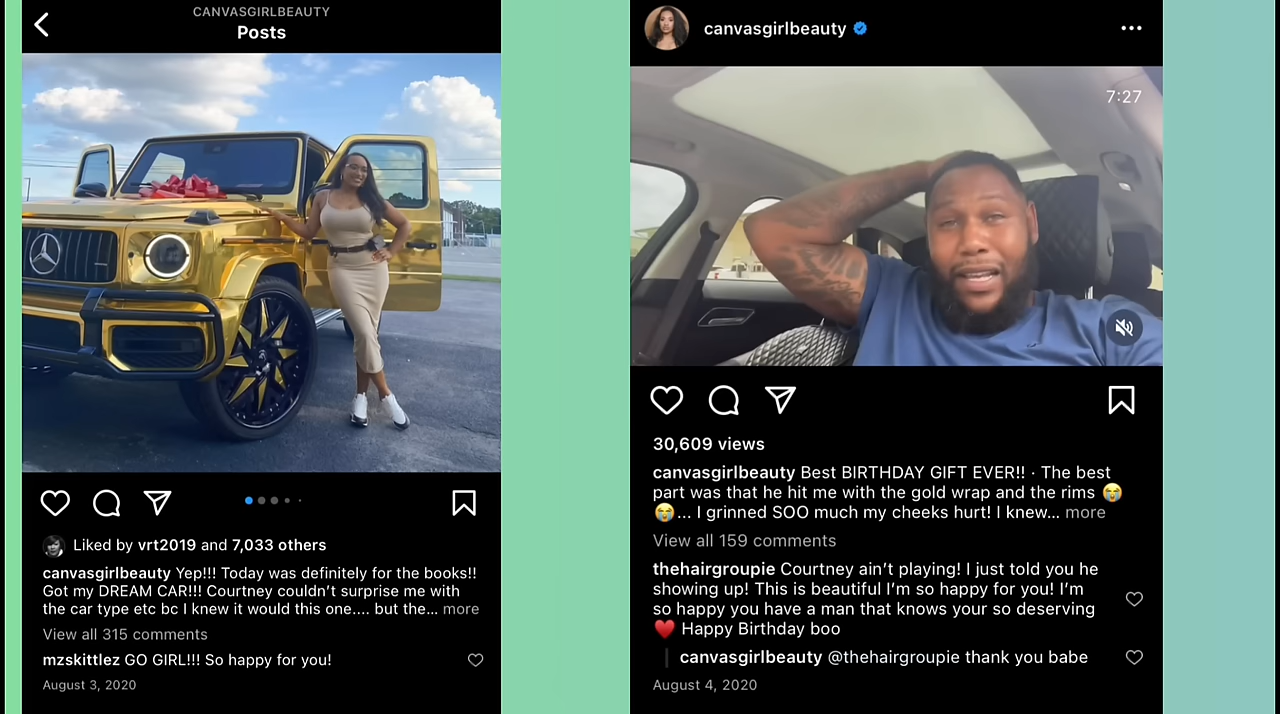 CANVASGIRLBEAUTY
Posts
Liked by vrt2019 and 7,033 others
canvasgirlbeauty Yep!!! Today was definitely for the books!!
Got my DREAM CAR!!! Courtney couldn't surprise me with
the car type etc bc I knew it would this one.... but the... more
View all 315 comments
mzskittlez GO GIRL!!! So happy for you!
August 3, 2020
canvasgirlbeauty
7:27
30,609 views
canvasgirlbeauty Best BIRTHDAY GIFT EVER!! · The best
part was that he hit me with the gold wrap and the rims 😭
😭... I grinned SOO much my cheeks hurt! I knew... more
View all 159 comments
thehairgroupie Courtney ain't playing! I just told you he
showing up! This is beautiful I'm so happy for you! I'm
so happy you have a man that knows your so deserving
❤️ Happy Birthday boo
canvasgirlbeauty @thehairgroupie thank you babe
August 4, 2020